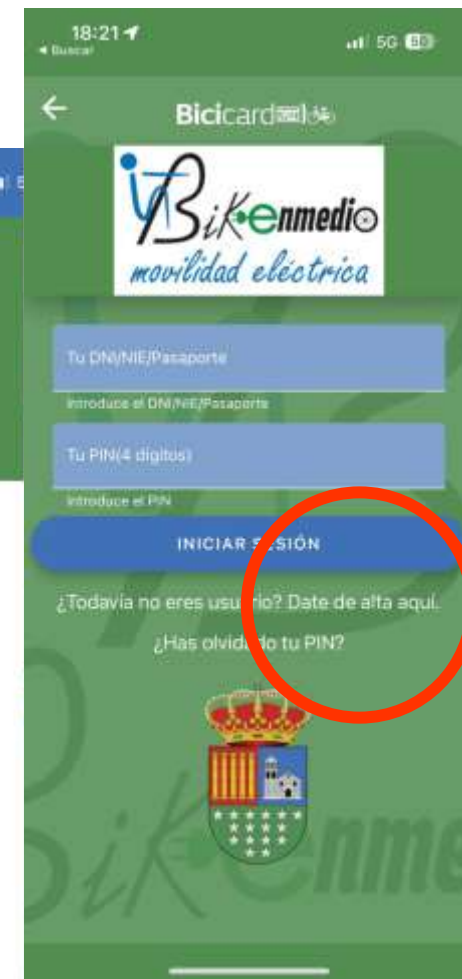 18:21
◀ Buscar
5G
Bicicard
Bikenmedio
movilidad eléctrica
Tu DNI/NIE/Pasaporte
Introduce el DNI/NIE/Pasaporte
Tu PIN(4 dígitos)
Introduce el PIN
INICIAR SESIÓN
¿Todavía no eres usuario? Date de alta aquí.
¿Has olvidado tu PIN?
Bikenme